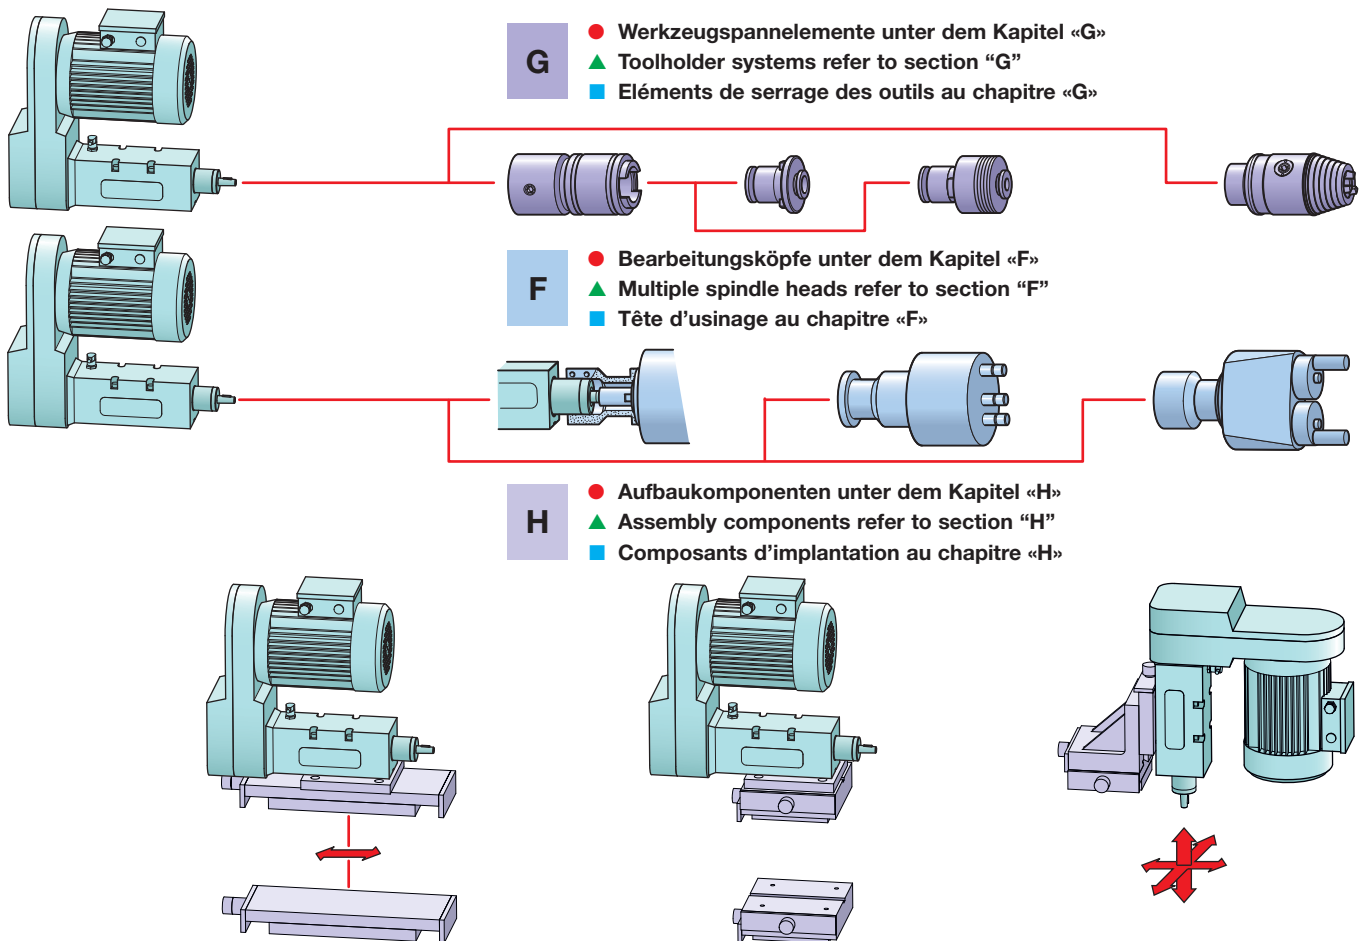 G
Werkzeugspannelemente unter dem Kapitel «G»
Toolholder systems refer to section “G”
Eléments de serrage des outils au chapitre «G»
F
Bearbeitungsköpfe unter dem Kapitel «F»
Multiple spindle heads refer to section “F”
Tête d’usinage au chapitre «F»
H
Aufbaukomponenten unter dem Kapitel «H»
Assembly components refer to section “H”
Composants d’implantation au chapitre «H»